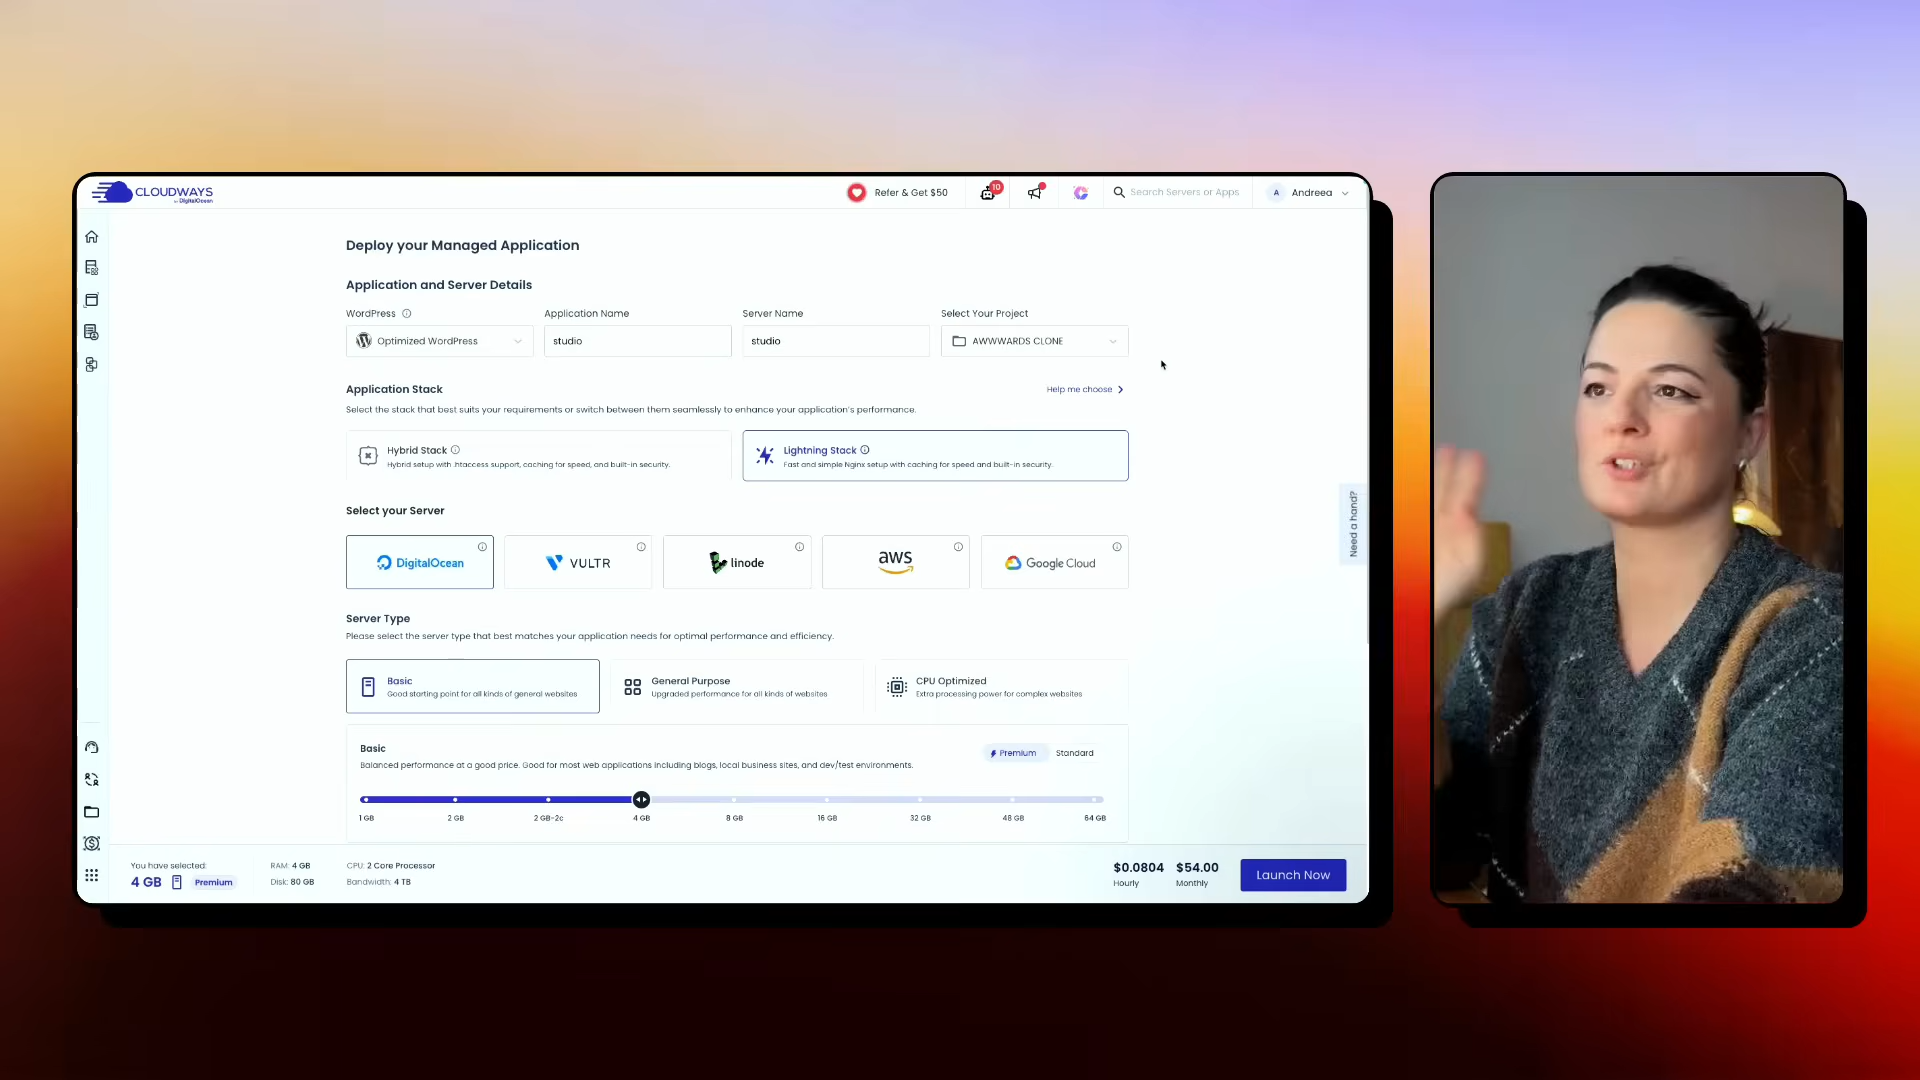 CLOUDWAYS
by DigitalOcean
Refer & Get $50
10
Search Servers or Apps
A
Andreea
Deploy your Managed Application
Application and Server Details
WordPress
Application Name
Server Name
Select Your Project
Optimized WordPress
studio
studio
AWWWARDS CLONE
Application Stack
Help me choose
Select the stack that best suits your requirements or switch between them seamlessly to enhance your application's performance.
Hybrid Stack
Hybrid setup with .htaccess support, caching for speed, and built-in security.
Lightning Stack
Fast and simple Nginx setup with caching for speed and built-in security.
Need a hand?
Select your Server
DigitalOcean
VULTR
linode
aws
Google Cloud
Server Type
Please select the server type that best matches your application needs for optimal performance and efficiency.
Basic
Good starting point for all kinds of general websites
General Purpose
Upgraded performance for all kinds of websites
CPU Optimized
Extra processing power for complex websites
Basic
Premium
Standard
Balanced performance at a good price. Good for most web applications including blogs, local business sites, and dev/test environments.
1 GB
2 GB
2 GB-2c
4 GB
8 GB
16 GB
32 GB
48 GB
64 GB
You have selected:
4 GB
Premium
RAM: 4 GB
Disk: 80 GB
CPU: 2 Core Processor
Bandwidth: 4 TB
$0.0804
Hourly
$54.00
Monthly
Launch Now